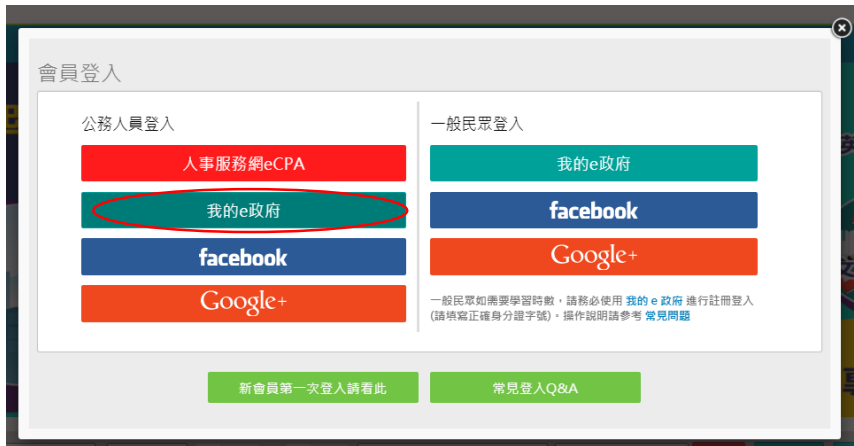 會員登入
公務人員登入
人事服務網eCPA
我的e政府
facebook
Google+
一般民眾登入
我的e政府
facebook
Google+
一般民眾如需要學習時數，請務必使用 我的 e 政府 進行註冊登入
(請填寫正確身分證字號)。操作說明請參考 常見問題
新會員第一次登入請看此
常見登入Q&A